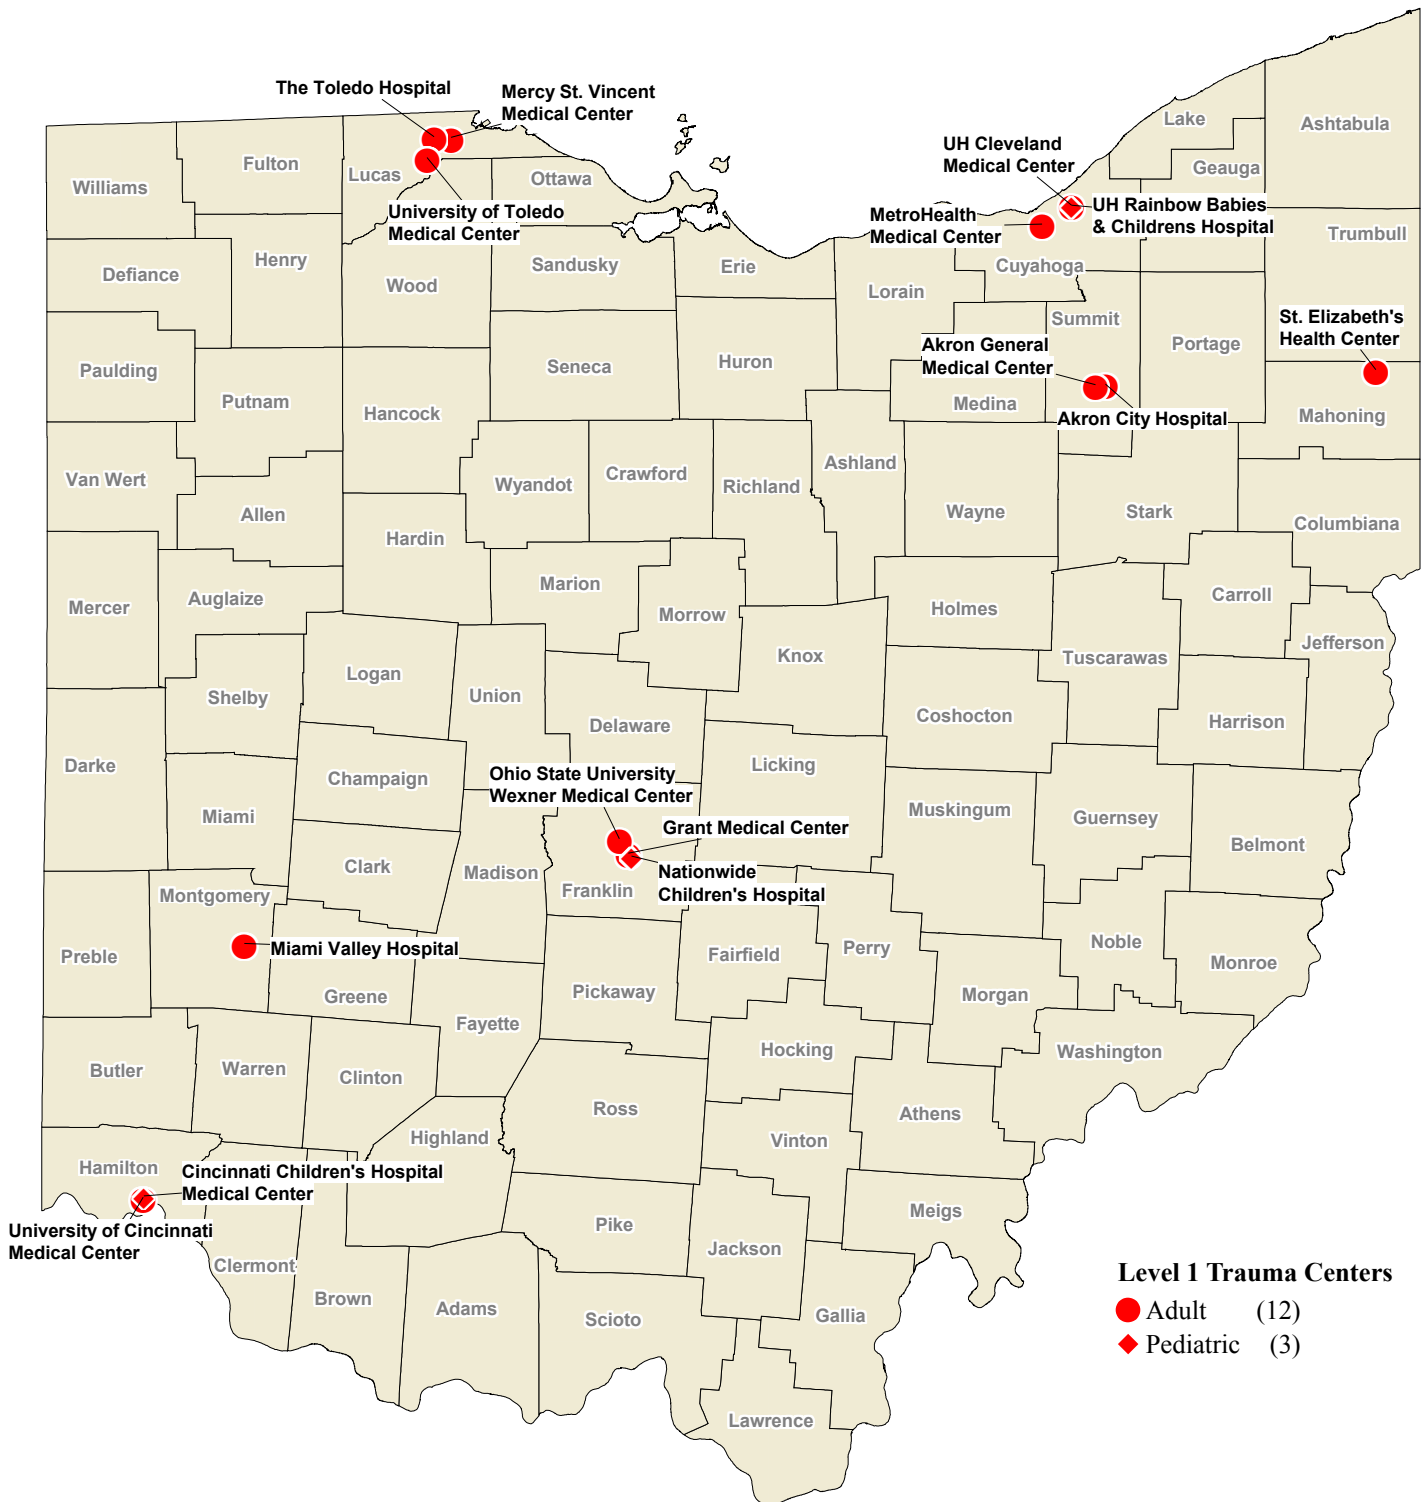 The Toledo Hospital
Mercy St. Vincent
Medical Center
Lake
Ashtabula
UH Cleveland
Medical Center
Fulton
Lucas
Ottawa
Geauga
Williams
University of Toledo
Medical Center
MetroHealth
Medical Center
UH Rainbow Babies
& Childrens Hospital
Trumbull
Defiance
Henry
Wood
Sandusky
Erie
Cuyahoga
Lorain
Summit
St. Elizabeth's
Health Center
Akron General
Medical Center
Portage
Paulding
Seneca
Huron
Putnam
Hancock
Medina
Akron City Hospital
Mahoning
Van Wert
Wyandot
Crawford
Richland
Ashland
Allen
Wayne
Stark
Columbiana
Hardin
Mercer
Auglaize
Marion
Morrow
Holmes
Carroll
Jefferson
Logan
Knox
Tuscarawas
Shelby
Union
Delaware
Coshocton
Harrison
Darke
Champaign
Licking
Ohio State University
Wexner Medical Center
Miami
Muskingum
Guernsey
Grant Medical Center
Belmont
Clark
Madison
Nationwide
Children's Hospital
Franklin
Montgomery
Miami Valley Hospital
Preble
Fairfield
Perry
Noble
Monroe
Greene
Pickaway
Morgan
Fayette
Hocking
Washington
Butler
Warren
Clinton
Ross
Athens
Highland
Vinton
Hamilton
Cincinnati Children's Hospital
Medical Center
University of Cincinnati
Medical Center
Pike
Meigs
Jackson
Clermont
Brown
Adams
Scioto
Gallia
Lawrence
Level 1 Trauma Centers
Adult (12)
Pediatric (3)